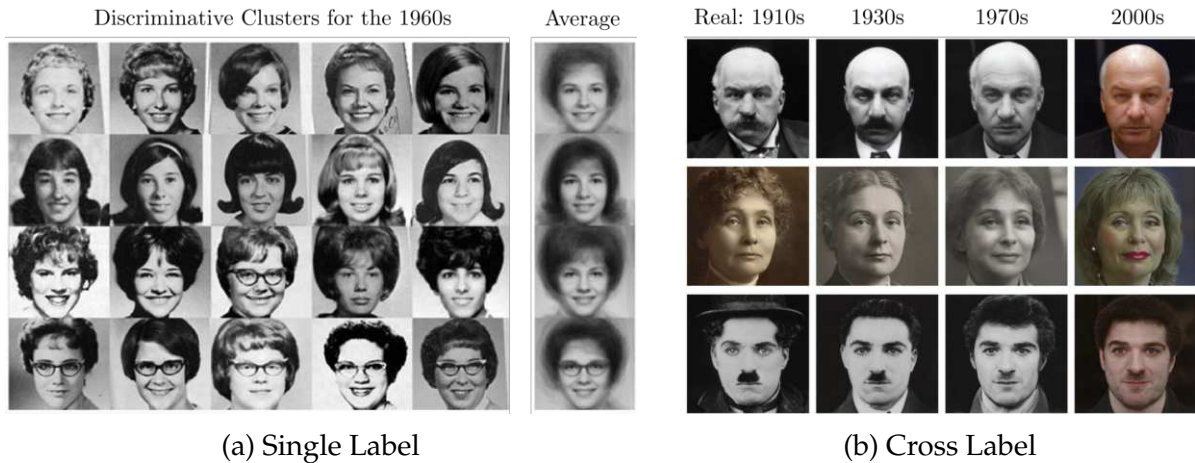 Discriminative Clusters for the 1960s
Average
Real: 1910s
1930s
1970s
2000s
(a) Single Label
(b) Cross Label